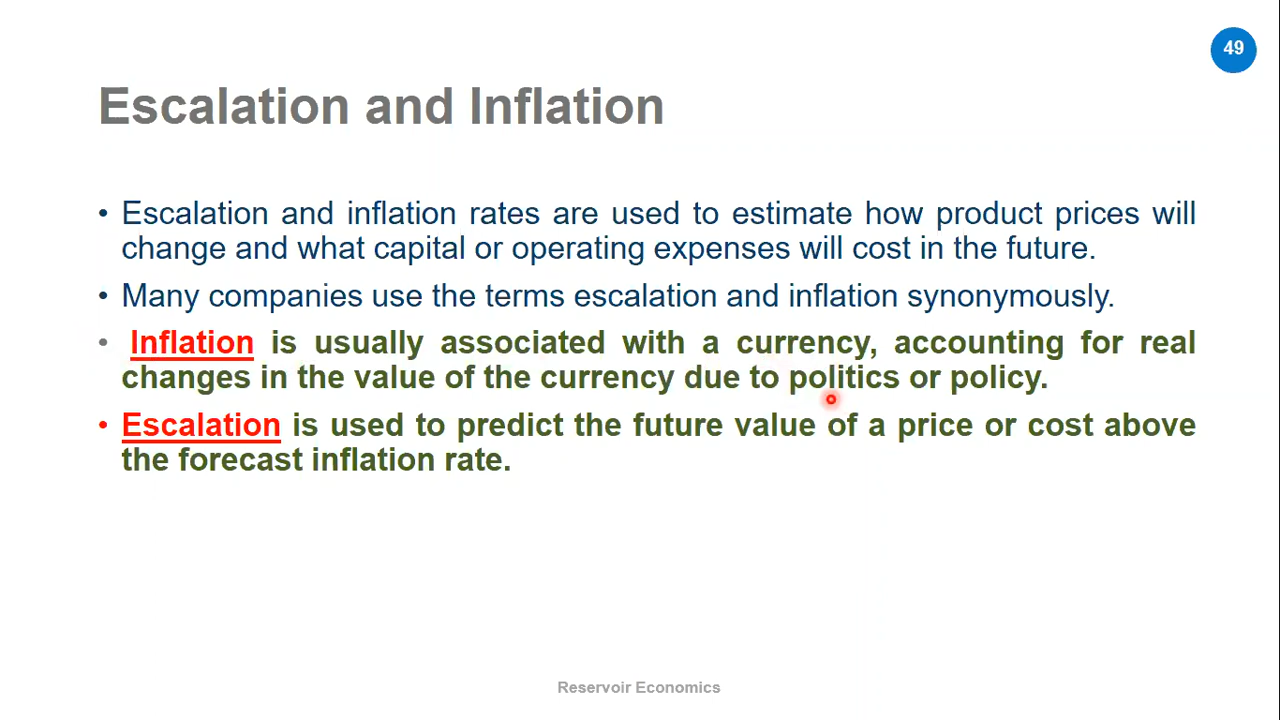 49
Escalation and Inflation
• Escalation and inflation rates are used to estimate how product prices will
change and what capital or operating expenses will cost in the future.
• Many companies use the terms escalation and inflation synonymously.
• Inflation is usually associated with a currency, accounting for real
changes in the value of the currency due to politics or policy.
• Escalation is used to predict the future value of a price or cost above
the forecast inflation rate.
Reservoir Economics